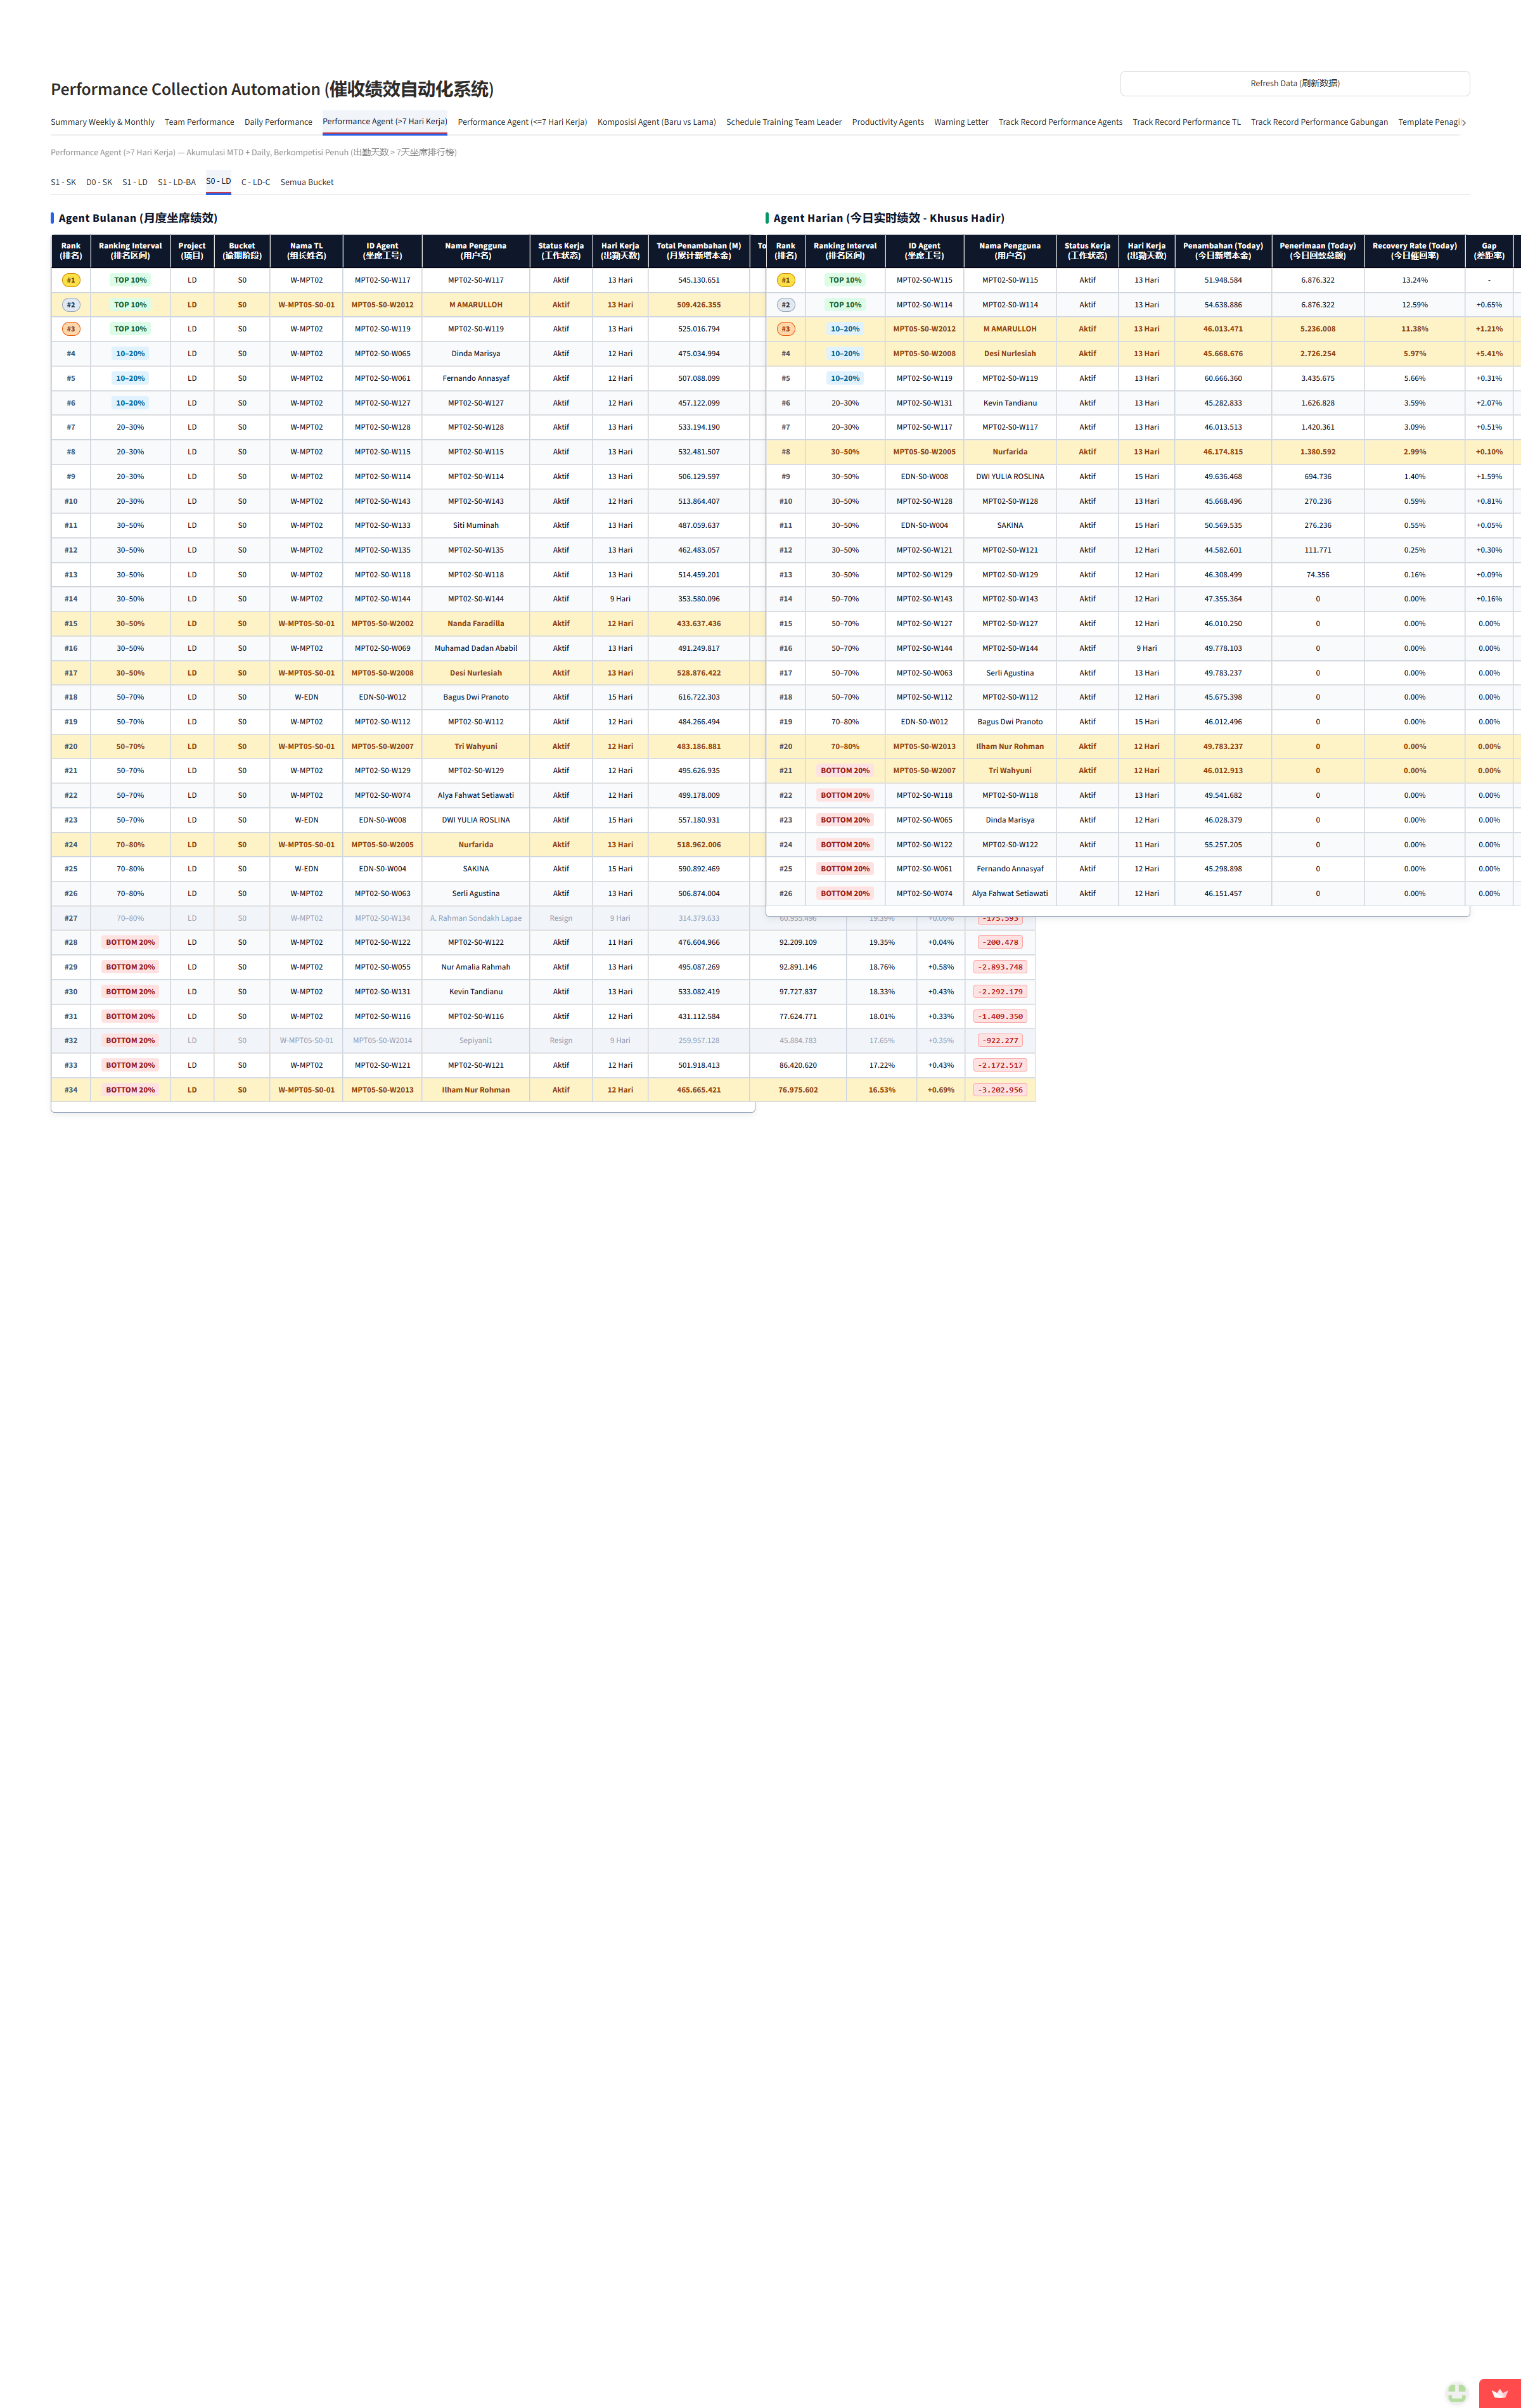 Performance Collection Automation (催收绩效自动化系统)
Refresh Data (刷新数据)
Summary Weekly & Monthly Team Performance Daily Performance Performance Agent (>7 Hari Kerja) Performance Agent (<=7 Hari Kerja) Komposisi Agent (Baru vs Lama) Schedule Training Team Leader Productivity Agents Warning Letter Track Record Performance Agents Track Record Performance TL Track Record Performance Gabungan Template Penagi
Performance Agent (>7 Hari Kerja) — Akumulasi MTD + Daily, Berkompetisi Penuh (出勤天数 > 7天坐席排行榜)
S1 - SK D0 - SK S1 - LD S1 - LD-BA S0 - LD C - LD-C Semua Bucket
Agent Bulanan (月度坐席绩效)
Rank Ranking Interval Project Bucket Nama TL ID Agent Nama Pengguna Status Kerja Hari Kerja Total Penambahan (M) To
(排名) (排名区间) (项目) (逾期阶段) (组长姓名) (坐席工号) (用户名) (工作状态) (出勤天数) (月累计新增本金)
#1 TOP 10% LD S0 W-MPT02 MPT02-S0-W117 MPT02-S0-W117 Aktif 13 Hari 545.130.651
#2 TOP 10% LD S0 W-MPT05-S0-01 MPT05-S0-W2012 M AMARULLOH Aktif 13 Hari 509.426.355
#3 TOP 10% LD S0 W-MPT02 MPT02-S0-W119 MPT02-S0-W119 Aktif 13 Hari 525.016.794
#4 10–20% LD S0 W-MPT02 MPT02-S0-W065 Dinda Marisya Aktif 12 Hari 475.034.994
#5 10–20% LD S0 W-MPT02 MPT02-S0-W061 Fernando Annasyaf Aktif 12 Hari 507.088.099
#6 10–20% LD S0 W-MPT02 MPT02-S0-W127 MPT02-S0-W127 Aktif 12 Hari 457.122.099
#7 20–30% LD S0 W-MPT02 MPT02-S0-W128 MPT02-S0-W128 Aktif 13 Hari 533.194.190
#8 20–30% LD S0 W-MPT02 MPT02-S0-W115 MPT02-S0-W115 Aktif 13 Hari 532.481.507
#9 20–30% LD S0 W-MPT02 MPT02-S0-W114 MPT02-S0-W114 Aktif 13 Hari 506.129.597
#10 20–30% LD S0 W-MPT02 MPT02-S0-W143 MPT02-S0-W143 Aktif 12 Hari 513.864.407
#11 30–50% LD S0 W-MPT02 MPT02-S0-W133 Siti Muminah Aktif 13 Hari 487.059.637
#12 30–50% LD S0 W-MPT02 MPT02-S0-W135 MPT02-S0-W135 Aktif 13 Hari 462.483.057
#13 30–50% LD S0 W-MPT02 MPT02-S0-W118 MPT02-S0-W118 Aktif 13 Hari 514.459.201
#14 30–50% LD S0 W-MPT02 MPT02-S0-W144 MPT02-S0-W144 Aktif 9 Hari 353.580.096
#15 30–50% LD S0 W-MPT05-S0-01 MPT05-S0-W2002 Nanda Faradilla Aktif 12 Hari 433.637.436
#16 30–50% LD S0 W-MPT02 MPT02-S0-W069 Muhamad Dadan Ababil Aktif 13 Hari 491.249.817
#17 30–50% LD S0 W-MPT05-S0-01 MPT05-S0-W2008 Desi Nurlesiah Aktif 13 Hari 528.876.422
#18 50–70% LD S0 W-EDN EDN-S0-W012 Bagus Dwi Pranoto Aktif 15 Hari 616.722.303
#19 50–70% LD S0 W-MPT02 MPT02-S0-W112 MPT02-S0-W112 Aktif 12 Hari 484.266.494
#20 50–70% LD S0 W-MPT05-S0-01 MPT05-S0-W2007 Tri Wahyuni Aktif 12 Hari 483.186.881
#21 50–70% LD S0 W-MPT02 MPT02-S0-W129 MPT02-S0-W129 Aktif 12 Hari 495.626.935
#22 50–70% LD S0 W-MPT02 MPT02-S0-W074 Alya Fahwat Setiawati Aktif 12 Hari 499.178.009
#23 50–70% LD S0 W-EDN EDN-S0-W008 DWI YULIA ROSLINA Aktif 15 Hari 557.180.931
#24 70–80% LD S0 W-MPT05-S0-01 MPT05-S0-W2005 Nurfarida Aktif 13 Hari 518.962.006
#25 70–80% LD S0 W-EDN EDN-S0-W004 SAKINA Aktif 15 Hari 590.892.469
#26 70–80% LD S0 W-MPT02 MPT02-S0-W063 Serli Agustina Aktif 13 Hari 506.874.004
#27 70–80% LD S0 W-MPT02 MPT02-S0-W134 A. Rahman Sondakh Lapae Resign 9 Hari 314.379.633 60.955.496 19.39% +0.06% -175.593
#28 BOTTOM 20% LD S0 W-MPT02 MPT02-S0-W122 MPT02-S0-W122 Aktif 11 Hari 476.604.966 92.209.109 19.35% +0.04% -200.478
#29 BOTTOM 20% LD S0 W-MPT02 MPT02-S0-W055 Nur Amalia Rahmah Aktif 13 Hari 495.087.269 92.891.146 18.76% +0.58% -2.893.748
#30 BOTTOM 20% LD S0 W-MPT02 MPT02-S0-W131 Kevin Tandianu Aktif 13 Hari 533.082.419 97.727.837 18.33% +0.43% -2.292.179
#31 BOTTOM 20% LD S0 W-MPT02 MPT02-S0-W116 MPT02-S0-W116 Aktif 12 Hari 431.112.584 77.624.771 18.01% +0.33% -1.409.350
#32 BOTTOM 20% LD S0 W-MPT05-S0-01 MPT05-S0-W2014 Sepiyani1 Resign 9 Hari 259.957.128 45.884.783 17.65% +0.35% -922.277
#33 BOTTOM 20% LD S0 W-MPT02 MPT02-S0-W121 MPT02-S0-W121 Aktif 12 Hari 501.918.413 86.420.620 17.22% +0.43% -2.172.517
#34 BOTTOM 20% LD S0 W-MPT05-S0-01 MPT05-S0-W2013 Ilham Nur Rohman Aktif 12 Hari 465.665.421 76.975.602 16.53% +0.69% -3.202.956
Agent Harian (今日实时绩效 - Khusus Hadir)
Rank Ranking Interval ID Agent Nama Pengguna Status Kerja Hari Kerja Penambahan (Today) Penerimaan (Today) Recovery Rate (Today) Gap
(排名) (排名区间) (坐席工号) (用户名) (工作状态) (出勤天数) (今日新增本金) (今日回款总额) (今日催回率) (差距率)
#1 TOP 10% MPT02-S0-W115 MPT02-S0-W115 Aktif 13 Hari 51.948.584 6.876.322 13.24% -
#2 TOP 10% MPT02-S0-W114 MPT02-S0-W114 Aktif 13 Hari 54.638.886 6.876.322 12.59% +0.65%
#3 10–20% MPT05-S0-W2012 M AMARULLOH Aktif 13 Hari 46.013.471 5.236.008 11.38% +1.21%
#4 10–20% MPT05-S0-W2008 Desi Nurlesiah Aktif 13 Hari 45.668.676 2.726.254 5.97% +5.41%
#5 10–20% MPT02-S0-W119 MPT02-S0-W119 Aktif 13 Hari 60.666.360 3.435.675 5.66% +0.31%
#6 20–30% MPT02-S0-W131 Kevin Tandianu Aktif 13 Hari 45.282.833 1.626.828 3.59% +2.07%
#7 20–30% MPT02-S0-W117 MPT02-S0-W117 Aktif 13 Hari 46.013.513 1.420.361 3.09% +0.51%
#8 30–50% MPT05-S0-W2005 Nurfarida Aktif 13 Hari 46.174.815 1.380.592 2.99% +0.10%
#9 30–50% EDN-S0-W008 DWI YULIA ROSLINA Aktif 15 Hari 49.636.468 694.736 1.40% +1.59%
#10 30–50% MPT02-S0-W128 MPT02-S0-W128 Aktif 13 Hari 45.668.496 270.236 0.59% +0.81%
#11 30–50% EDN-S0-W004 SAKINA Aktif 15 Hari 50.569.535 276.236 0.55% +0.05%
#12 30–50% MPT02-S0-W121 MPT02-S0-W121 Aktif 12 Hari 44.582.601 111.771 0.25% +0.30%
#13 30–50% MPT02-S0-W129 MPT02-S0-W129 Aktif 12 Hari 46.308.499 74.356 0.16% +0.09%
#14 50–70% MPT02-S0-W143 MPT02-S0-W143 Aktif 12 Hari 47.355.364 0 0.00% +0.16%
#15 50–70% MPT02-S0-W127 MPT02-S0-W127 Aktif 12 Hari 46.010.250 0 0.00% 0.00%
#16 50–70% MPT02-S0-W144 MPT02-S0-W144 Aktif 9 Hari 49.778.103 0 0.00% 0.00%
#17 50–70% MPT02-S0-W063 Serli Agustina Aktif 13 Hari 49.783.237 0 0.00% 0.00%
#18 50–70% MPT02-S0-W112 MPT02-S0-W112 Aktif 12 Hari 45.675.398 0 0.00% 0.00%
#19 70–80% EDN-S0-W012 Bagus Dwi Pranoto Aktif 15 Hari 46.012.496 0 0.00% 0.00%
#20 70–80% MPT05-S0-W2013 Ilham Nur Rohman Aktif 12 Hari 49.783.237 0 0.00% 0.00%
#21 BOTTOM 20% MPT05-S0-W2007 Tri Wahyuni Aktif 12 Hari 46.012.913 0 0.00% 0.00%
#22 BOTTOM 20% MPT02-S0-W118 MPT02-S0-W118 Aktif 13 Hari 49.541.682 0 0.00% 0.00%
#23 BOTTOM 20% MPT02-S0-W065 Dinda Marisya Aktif 12 Hari 46.028.379 0 0.00% 0.00%
#24 BOTTOM 20% MPT02-S0-W122 MPT02-S0-W122 Aktif 11 Hari 55.257.205 0 0.00% 0.00%
#25 BOTTOM 20% MPT02-S0-W061 Fernando Annasyaf Aktif 12 Hari 45.298.898 0 0.00% 0.00%
#26 BOTTOM 20% MPT02-S0-W074 Alya Fahwat Setiawati Aktif 12 Hari 46.151.457 0 0.00% 0.00%